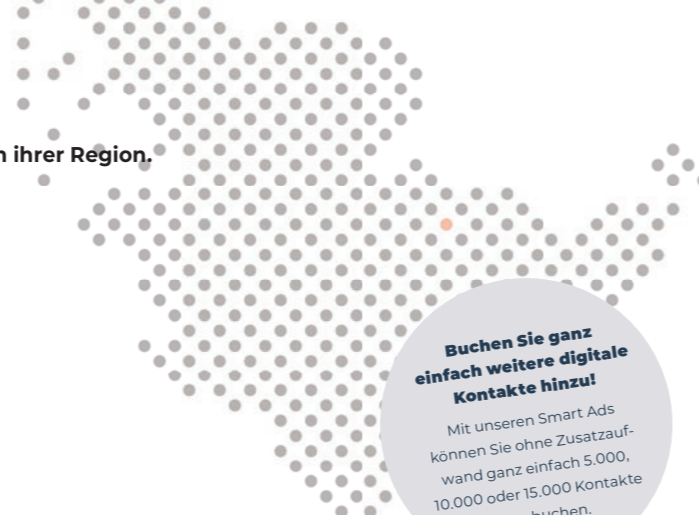 ihrer Region.
Buchen Sie ganz
einfach weitere digitale
Kontakte hinzu!
Mit unseren Smart Ads
können Sie ohne Zusatzauf-
wand ganz einfach 5.000,
10.000 oder 15.000 Kontakte
buchen.